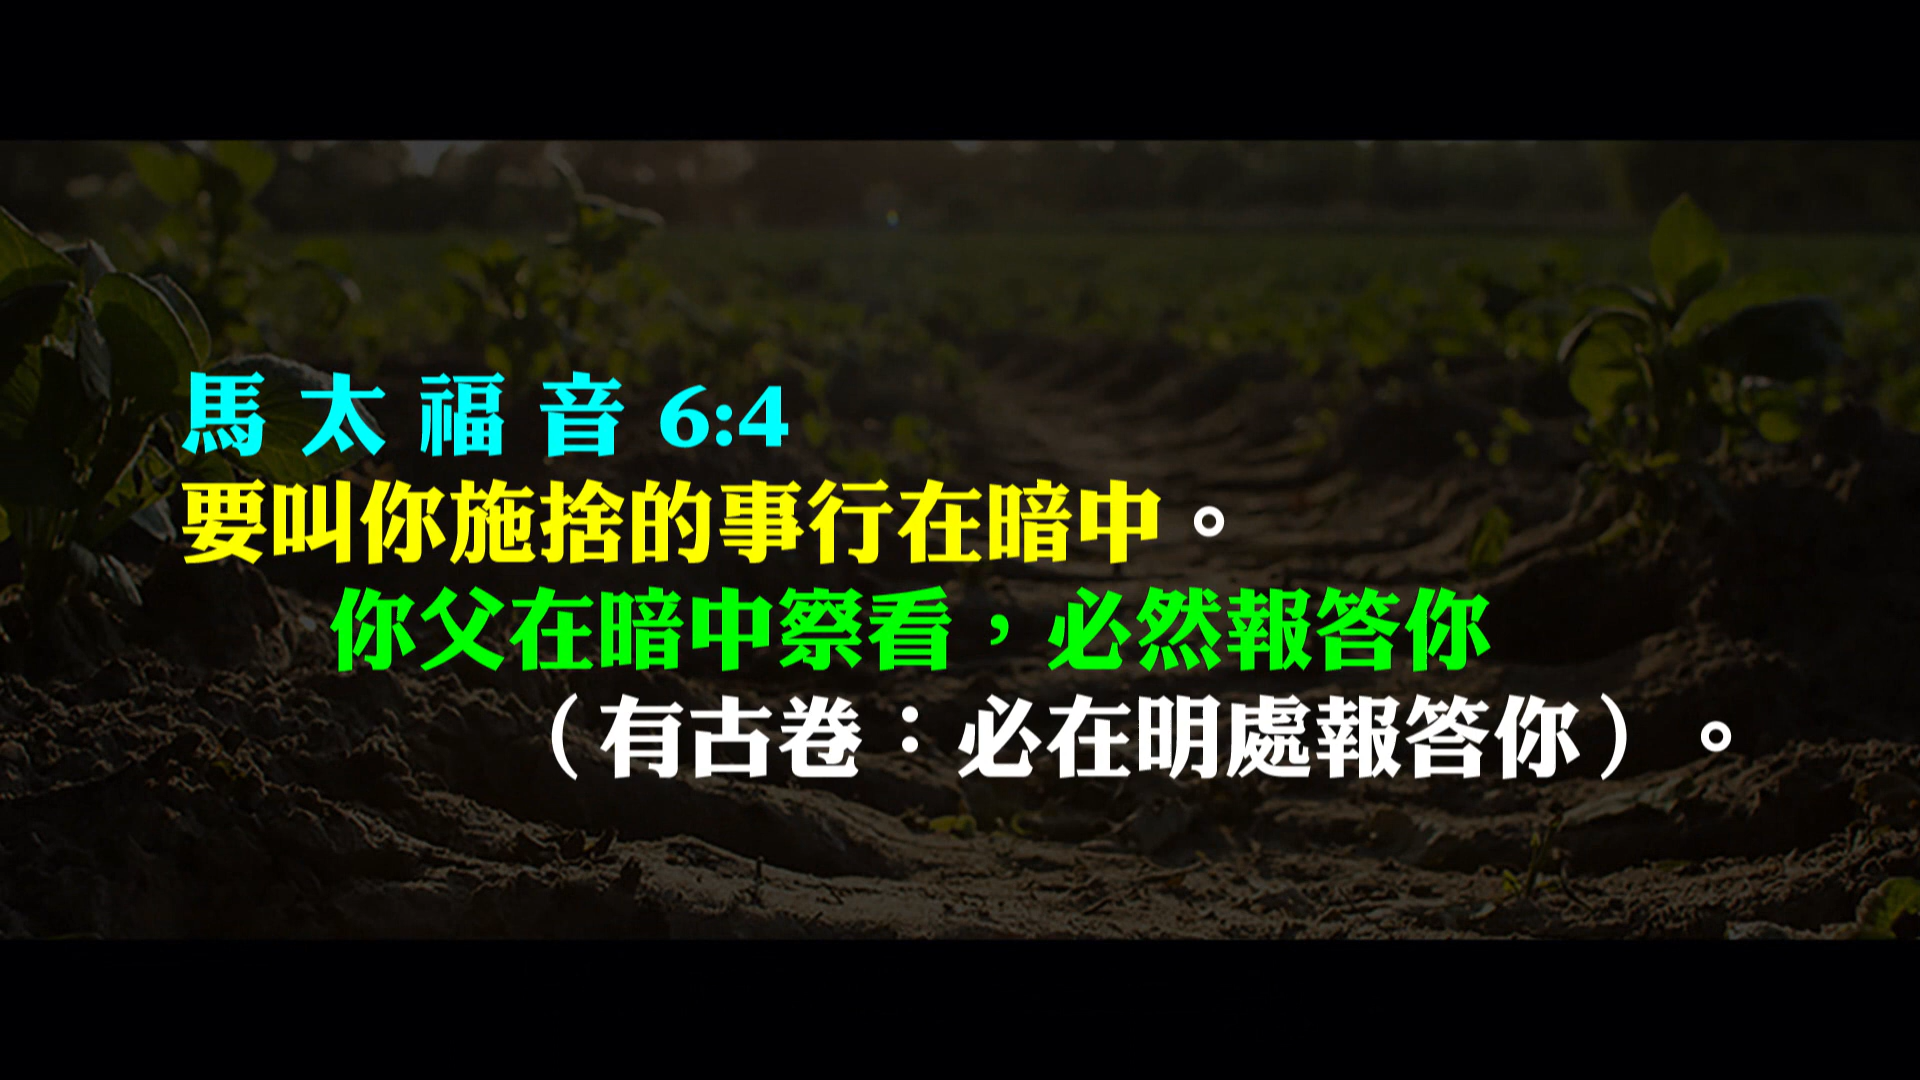 馬太福音 6:4
要叫你施捨的事行在暗中。
你父在暗中察看，必然報答你
（有古卷：必在明處報答你）。